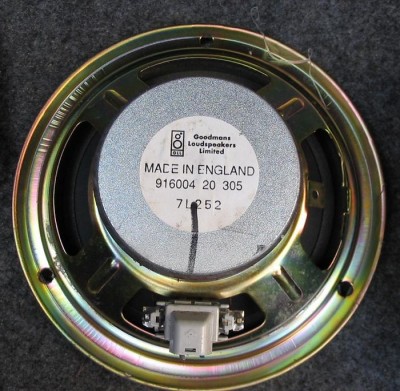 Goodmans
Loudspeakers
Limited
MADE IN ENGLAND
916004 20 305
7L252